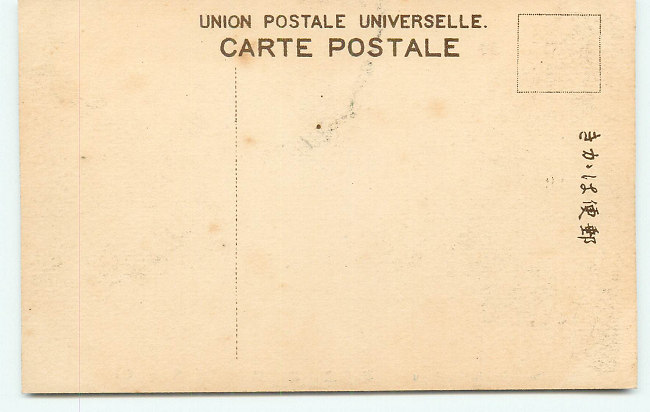 UNION POSTALE UNIVERSELLE.
CARTE POSTALE
郵便はかき